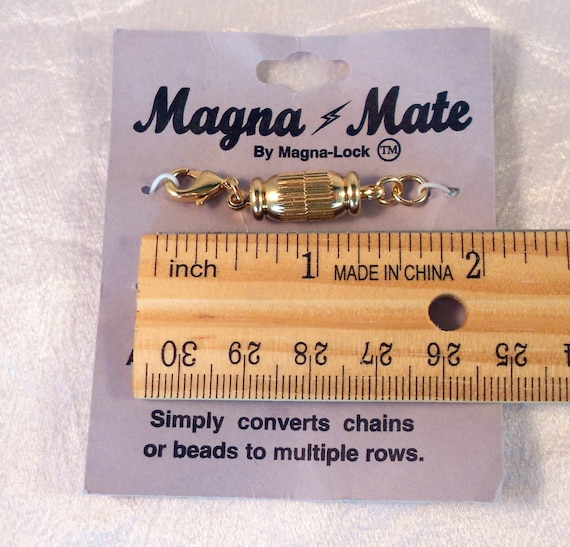 Magna Mate
By Magna-Lock TM
inch 1 MADE IN CHINA 2
30 29 28 27 26 25
Simply converts chains
or beads to multiple rows.